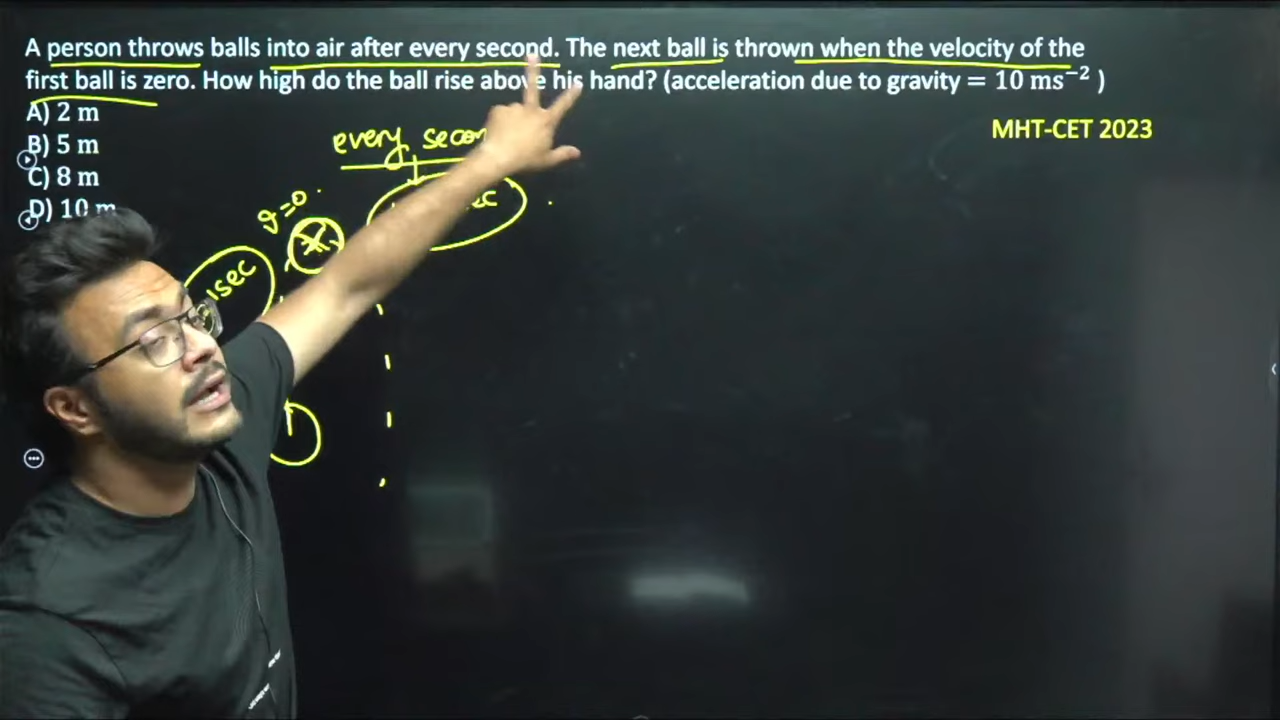 A person throws balls into air after every second. The next ball is thrown when the velocity of the
first ball is zero. How high do the ball rise above his hand? (acceleration due to gravity = 10 ms⁻² )
A) 2 m
B) 5 m
C) 8 m
D) 10 m
MHT-CET 2023
every
v=0
1sec